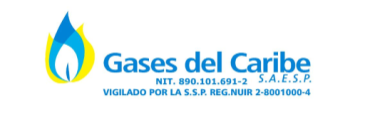 Gases del Caribe
S.A.E.S.P.
NIT. 890.101.691-2
VIGILADO POR LA S.S.P. REG.NUIR 2-8001000-4